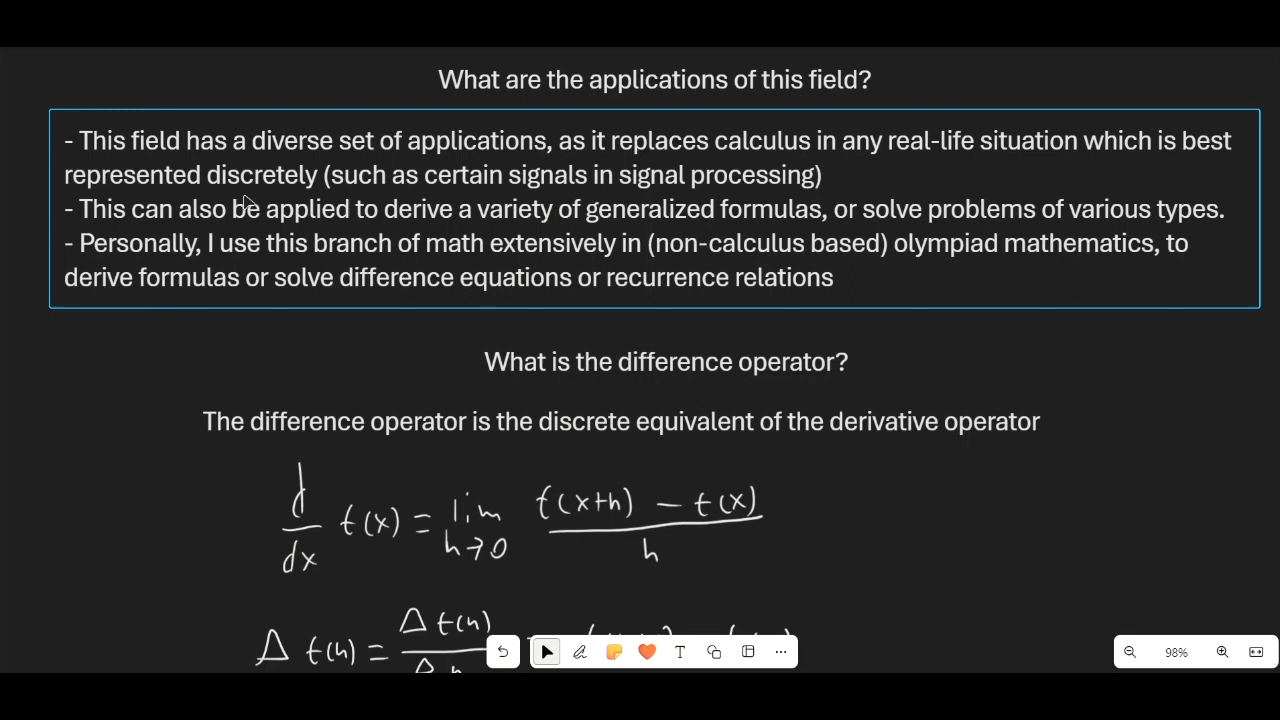 What are the applications of this field?
- This field has a diverse set of applications, as it replaces calculus in any real-life situation which is best
represented discretely (such as certain signals in signal processing)
- This can also be applied to derive a variety of generalized formulas, or solve problems of various types.
- Personally, I use this branch of math extensively in (non-calculus based) olympiad mathematics, to
derive formulas or solve difference equations or recurrence relations
What is the difference operator?
The difference operator is the discrete equivalent of the derivative operator
d/dx f(x) = lim h→0 f(x+h) − f(x) / h
Δ f(n) = Δ f(n) / Δ n
T
98%